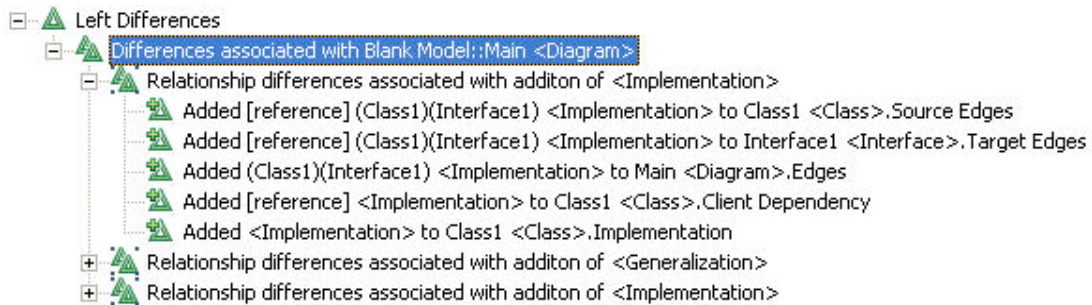 Left Differences
Differences associated with Blank Model::Main <Diagram>
Relationship differences associated with additon of <Implementation>
Added [reference] (Class1)(Interface1) <Implementation> to Class1 <Class>.Source Edges
Added [reference] (Class1)(Interface1) <Implementation> to Interface1 <Interface>.Target Edges
Added (Class1)(Interface1) <Implementation> to Main <Diagram>.Edges
Added [reference] <Implementation> to Class1 <Class>.Client Dependency
Added <Implementation> to Class1 <Class>.Implementation
Relationship differences associated with additon of <Generalization>
Relationship differences associated with additon of <Implementation>